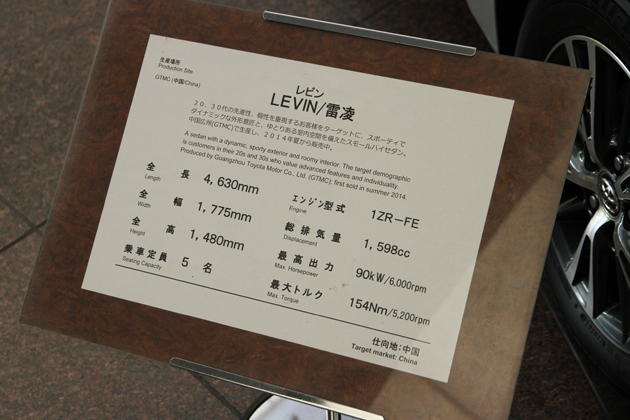 生産場所
Production Site
GTMC (中国/China)
レビン
LEVIN/雷凌
20、30代の先進性、個性を重視するお客様をターゲットに、スポーティで
ダイナミックな外形意匠と、ゆとりある室内空間を備えたスモールハイセダン。
中国広州(GTMC)で生産し、2014年夏から販売中。
A sedan with a dynamic, sporty exterior and roomy interior. The target demographic
is customers in their 20s and 30s who value advanced features and individuality.
Produced by Guangzhou Toyota Motor Co., Ltd. (GTMC), first sold in summer 2014.
全長 4,630mm
Length
全幅 1,775mm
Width
全高 1,480mm
Height
乗車定員 5 名
Seating Capacity
エンジン型式 1ZR-FE
Engine
総排気量 1,598cc
Displacement
最高出力 90kW/6,000rpm
Max. Horsepower
最大トルク 154Nm/5,200rpm
Max. Torque
仕向地:中国
Target market: China